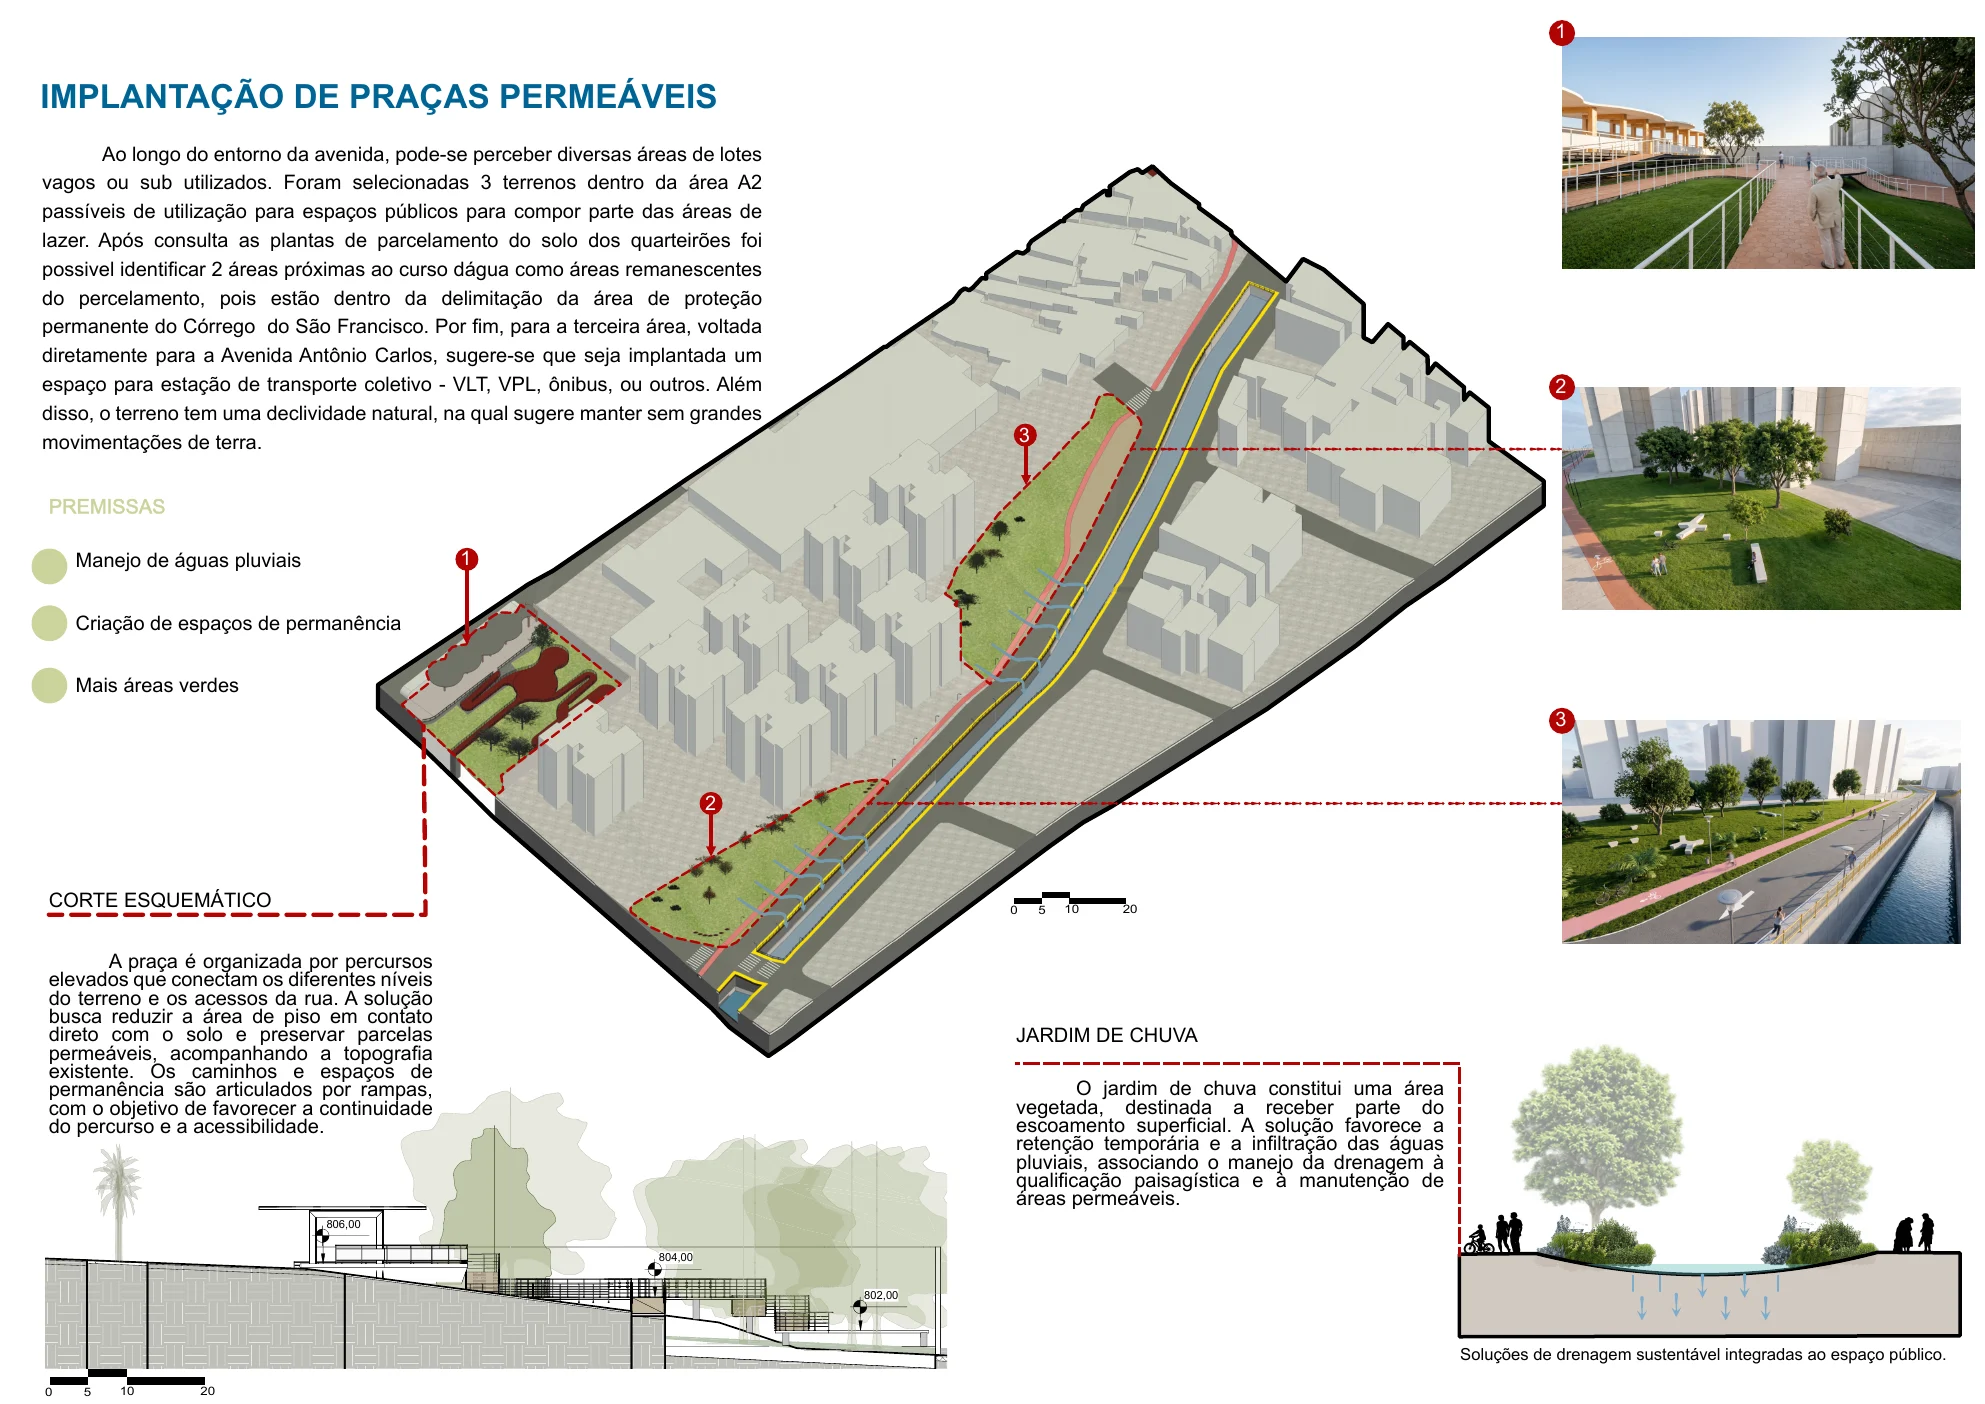 IMPLANTAÇÃO DE PRAÇAS PERMEÁVEIS
Ao longo do entorno da avenida, pode-se perceber diversas áreas de lotes
vagos ou sub utilizados. Foram selecionadas 3 terrenos dentro da área A2
passíveis de utilização para espaços públicos para compor parte das áreas de
lazer. Após consulta as plantas de parcelamento do solo dos quarteirões foi
possivel identificar 2 áreas próximas ao curso dágua como áreas remanescentes
do percelamento, pois estão dentro da delimitação da área de proteção
permanente do Córrego do São Francisco. Por fim, para a terceira área, voltada
diretamente para a Avenida Antônio Carlos, sugere-se que seja implantada um
espaço para estação de transporte coletivo - VLT, VPL, ônibus, ou outros. Além
disso, o terreno tem uma declividade natural, na qual sugere manter sem grandes
movimentações de terra.
PREMISSAS
Manejo de águas pluviais
Criação de espaços de permanência
Mais áreas verdes
1
2
3
0 5 10 20
1
2
3
CORTE ESQUEMÁTICO
A praça é organizada por percursos
elevados que conectam os diferentes níveis
do terreno e os acessos da rua. A solução
busca reduzir a área de piso em contato
direto com o solo e preservar parcelas
permeáveis, acompanhando a topografia
existente. Os caminhos e espaços de
permanência são articulados por rampas,
com o objetivo de favorecer a continuidade
do percurso e a acessibilidade.
806,00
804,00
802,00
0 5 10 20
JARDIM DE CHUVA
O jardim de chuva constitui uma área
vegetada, destinada a receber parte do
escoamento superficial. A solução favorece a
retenção temporária e a infiltração das águas
pluviais, associando o manejo da drenagem à
qualificação paisagística e à manutenção de
áreas permeáveis.
Soluções de drenagem sustentável integradas ao espaço público.